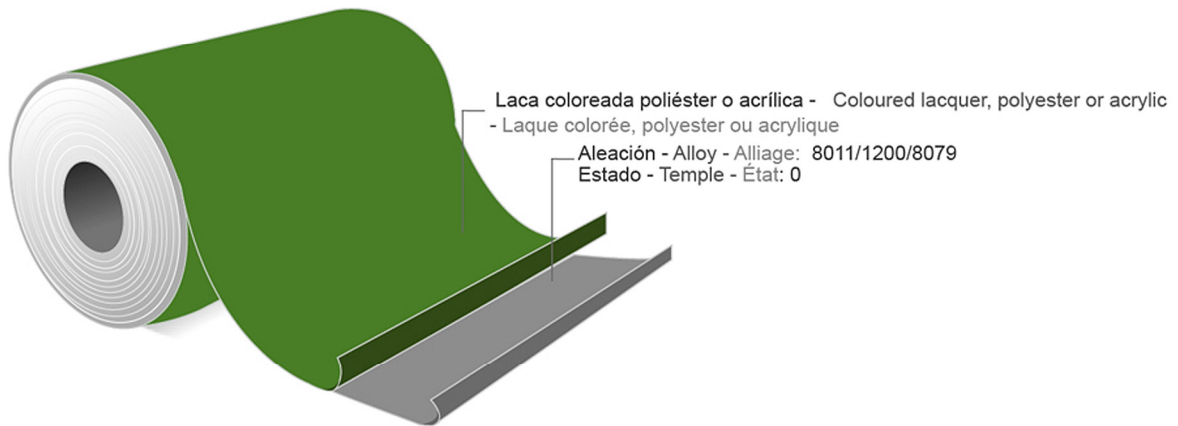 Laca coloreada poliéster o acrílica - Coloured lacquer, polyester or acrylic
- Laque colorée, polyester ou acrylique
Aleación - Alloy - Alliage: 8011/1200/8079
Estado - Temple - État: 0